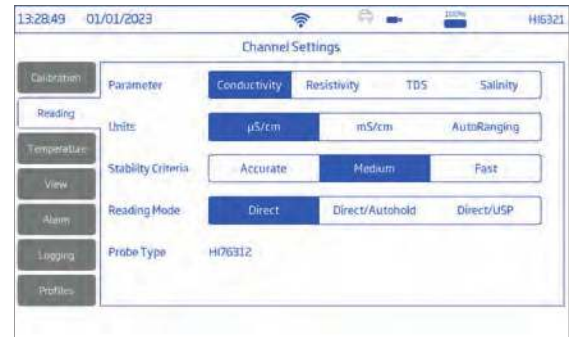 13:28:49 01/01/2023 100% HI6321
Channel Settings
Calibration
Parameter Conductivity Resistivity TDS Salinity
Reading
Units µS/cm mS/cm AutoRanging
Temperature
Stability Criteria Accurate Medium Fast
View
Reading Mode Direct Direct/Autohold Direct/USP
Alarm
Logging
Probe Type HI76312
Profiles